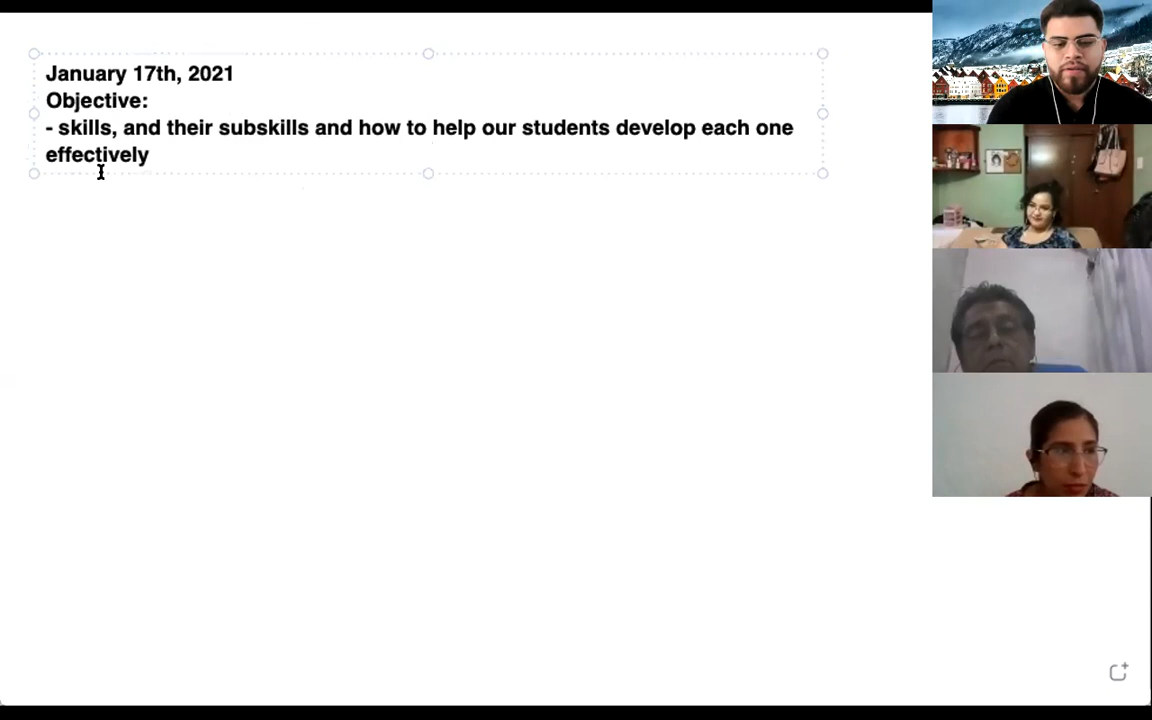 January 17th, 2021
Objective:
- skills, and their subskills and how to help our students develop each one
effectively